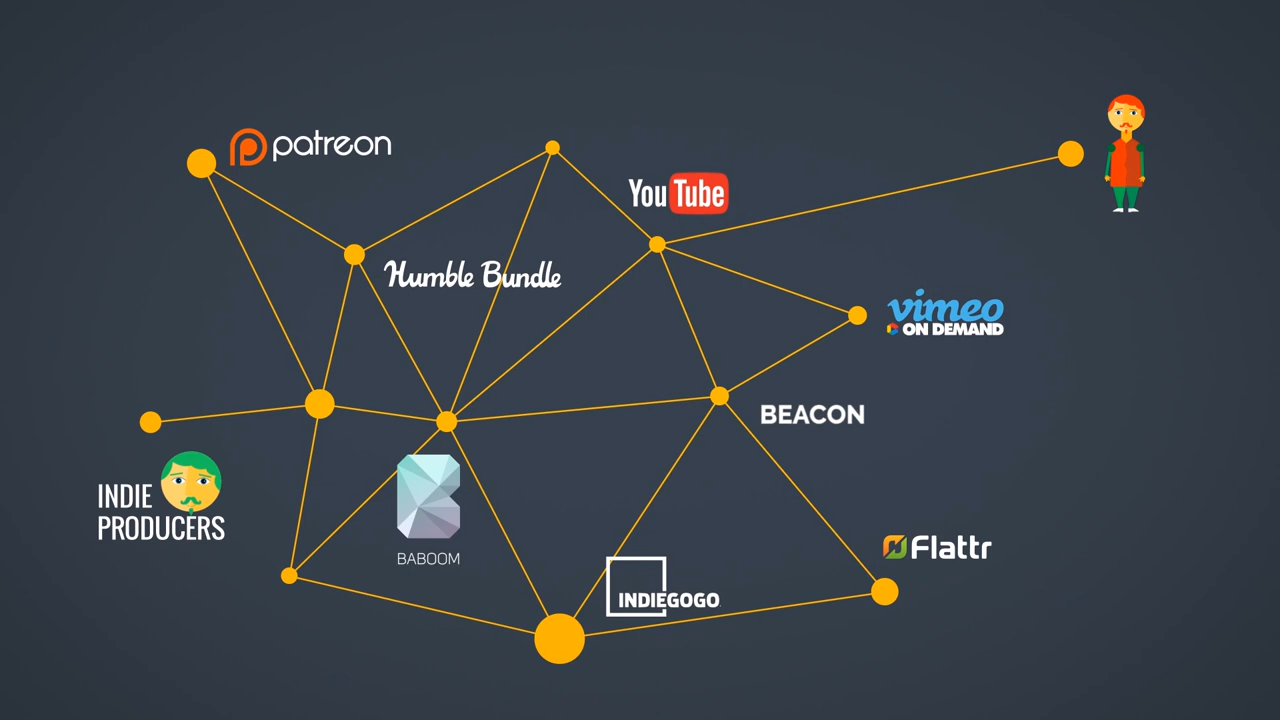 patreon
YouTube
Humble Bundle
vimeo
ON DEMAND
BEACON
INDIE
PRODUCERS
BABOOM
Flattr
INDIEGOGO